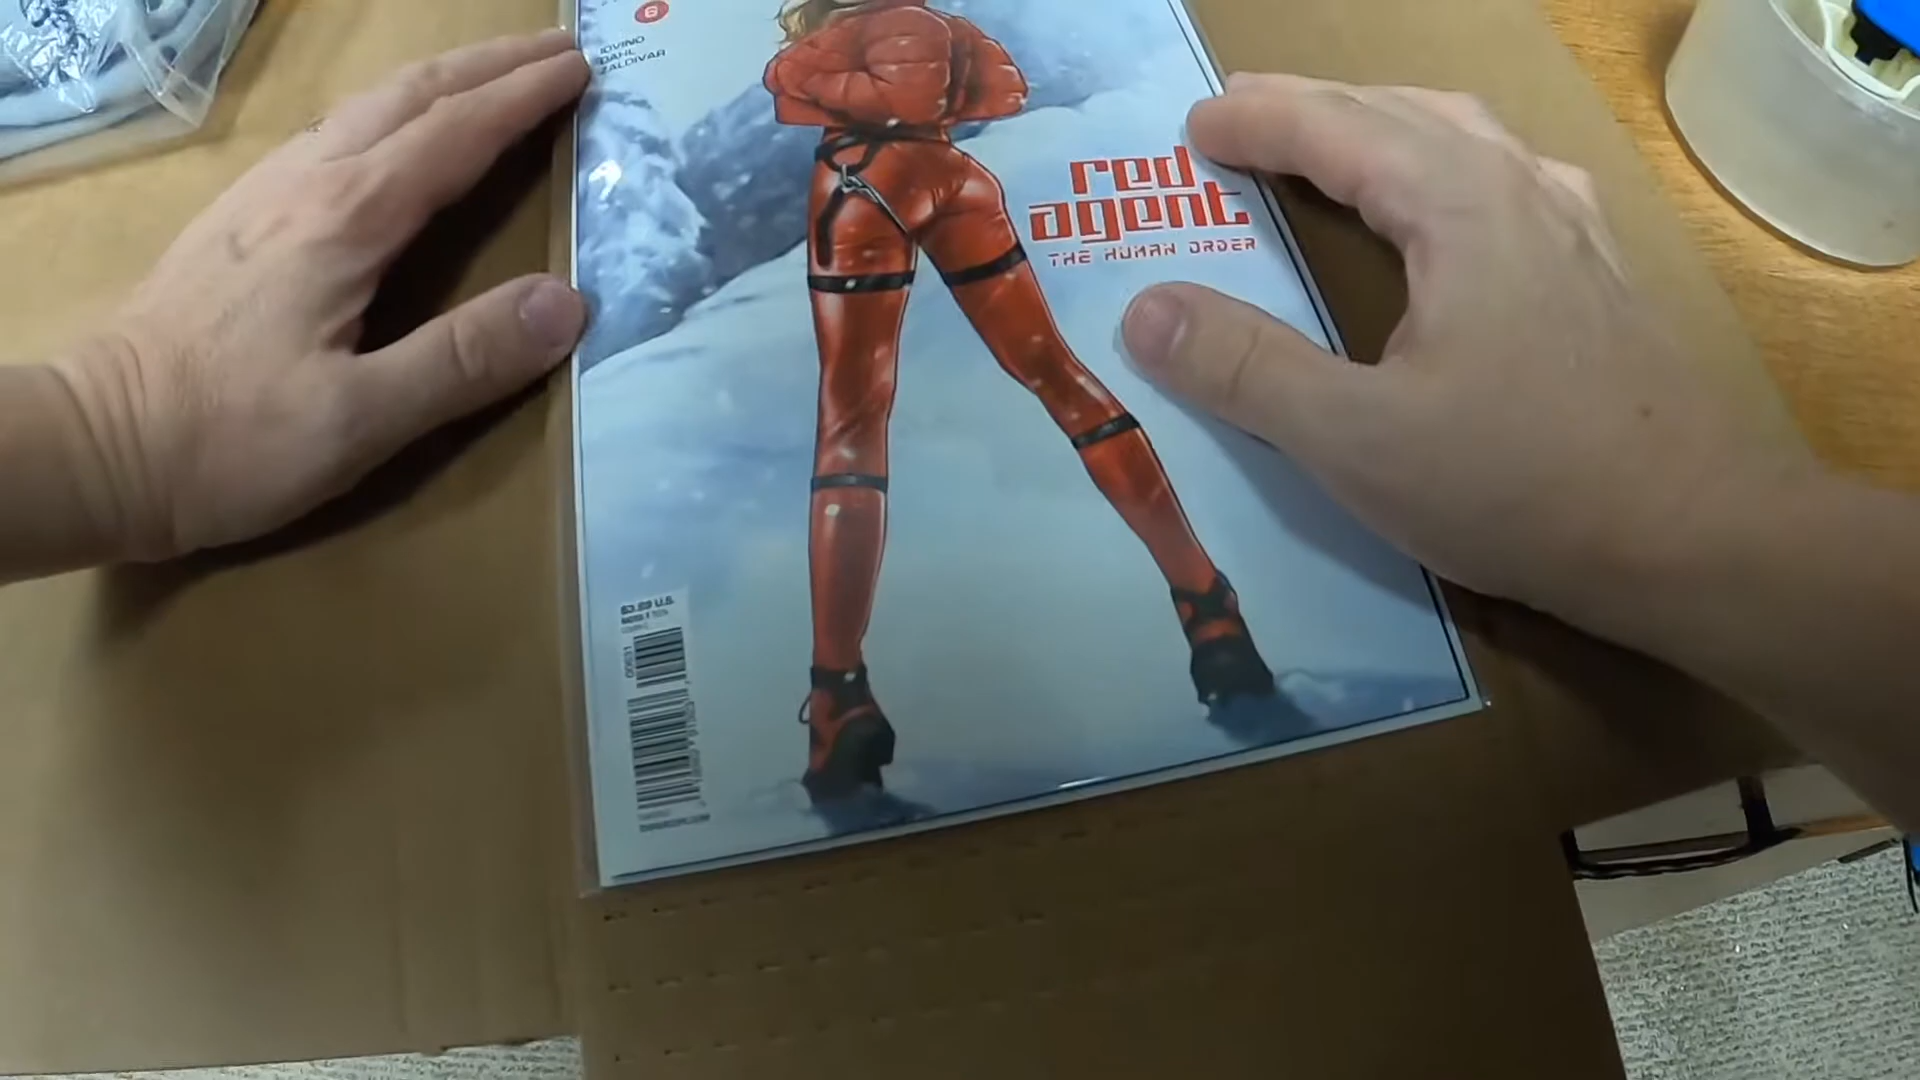 6
IOVINO
DAHL
ZALDIVAR
red
agent
THE HUMAN ORDER
$3.99 U.S.